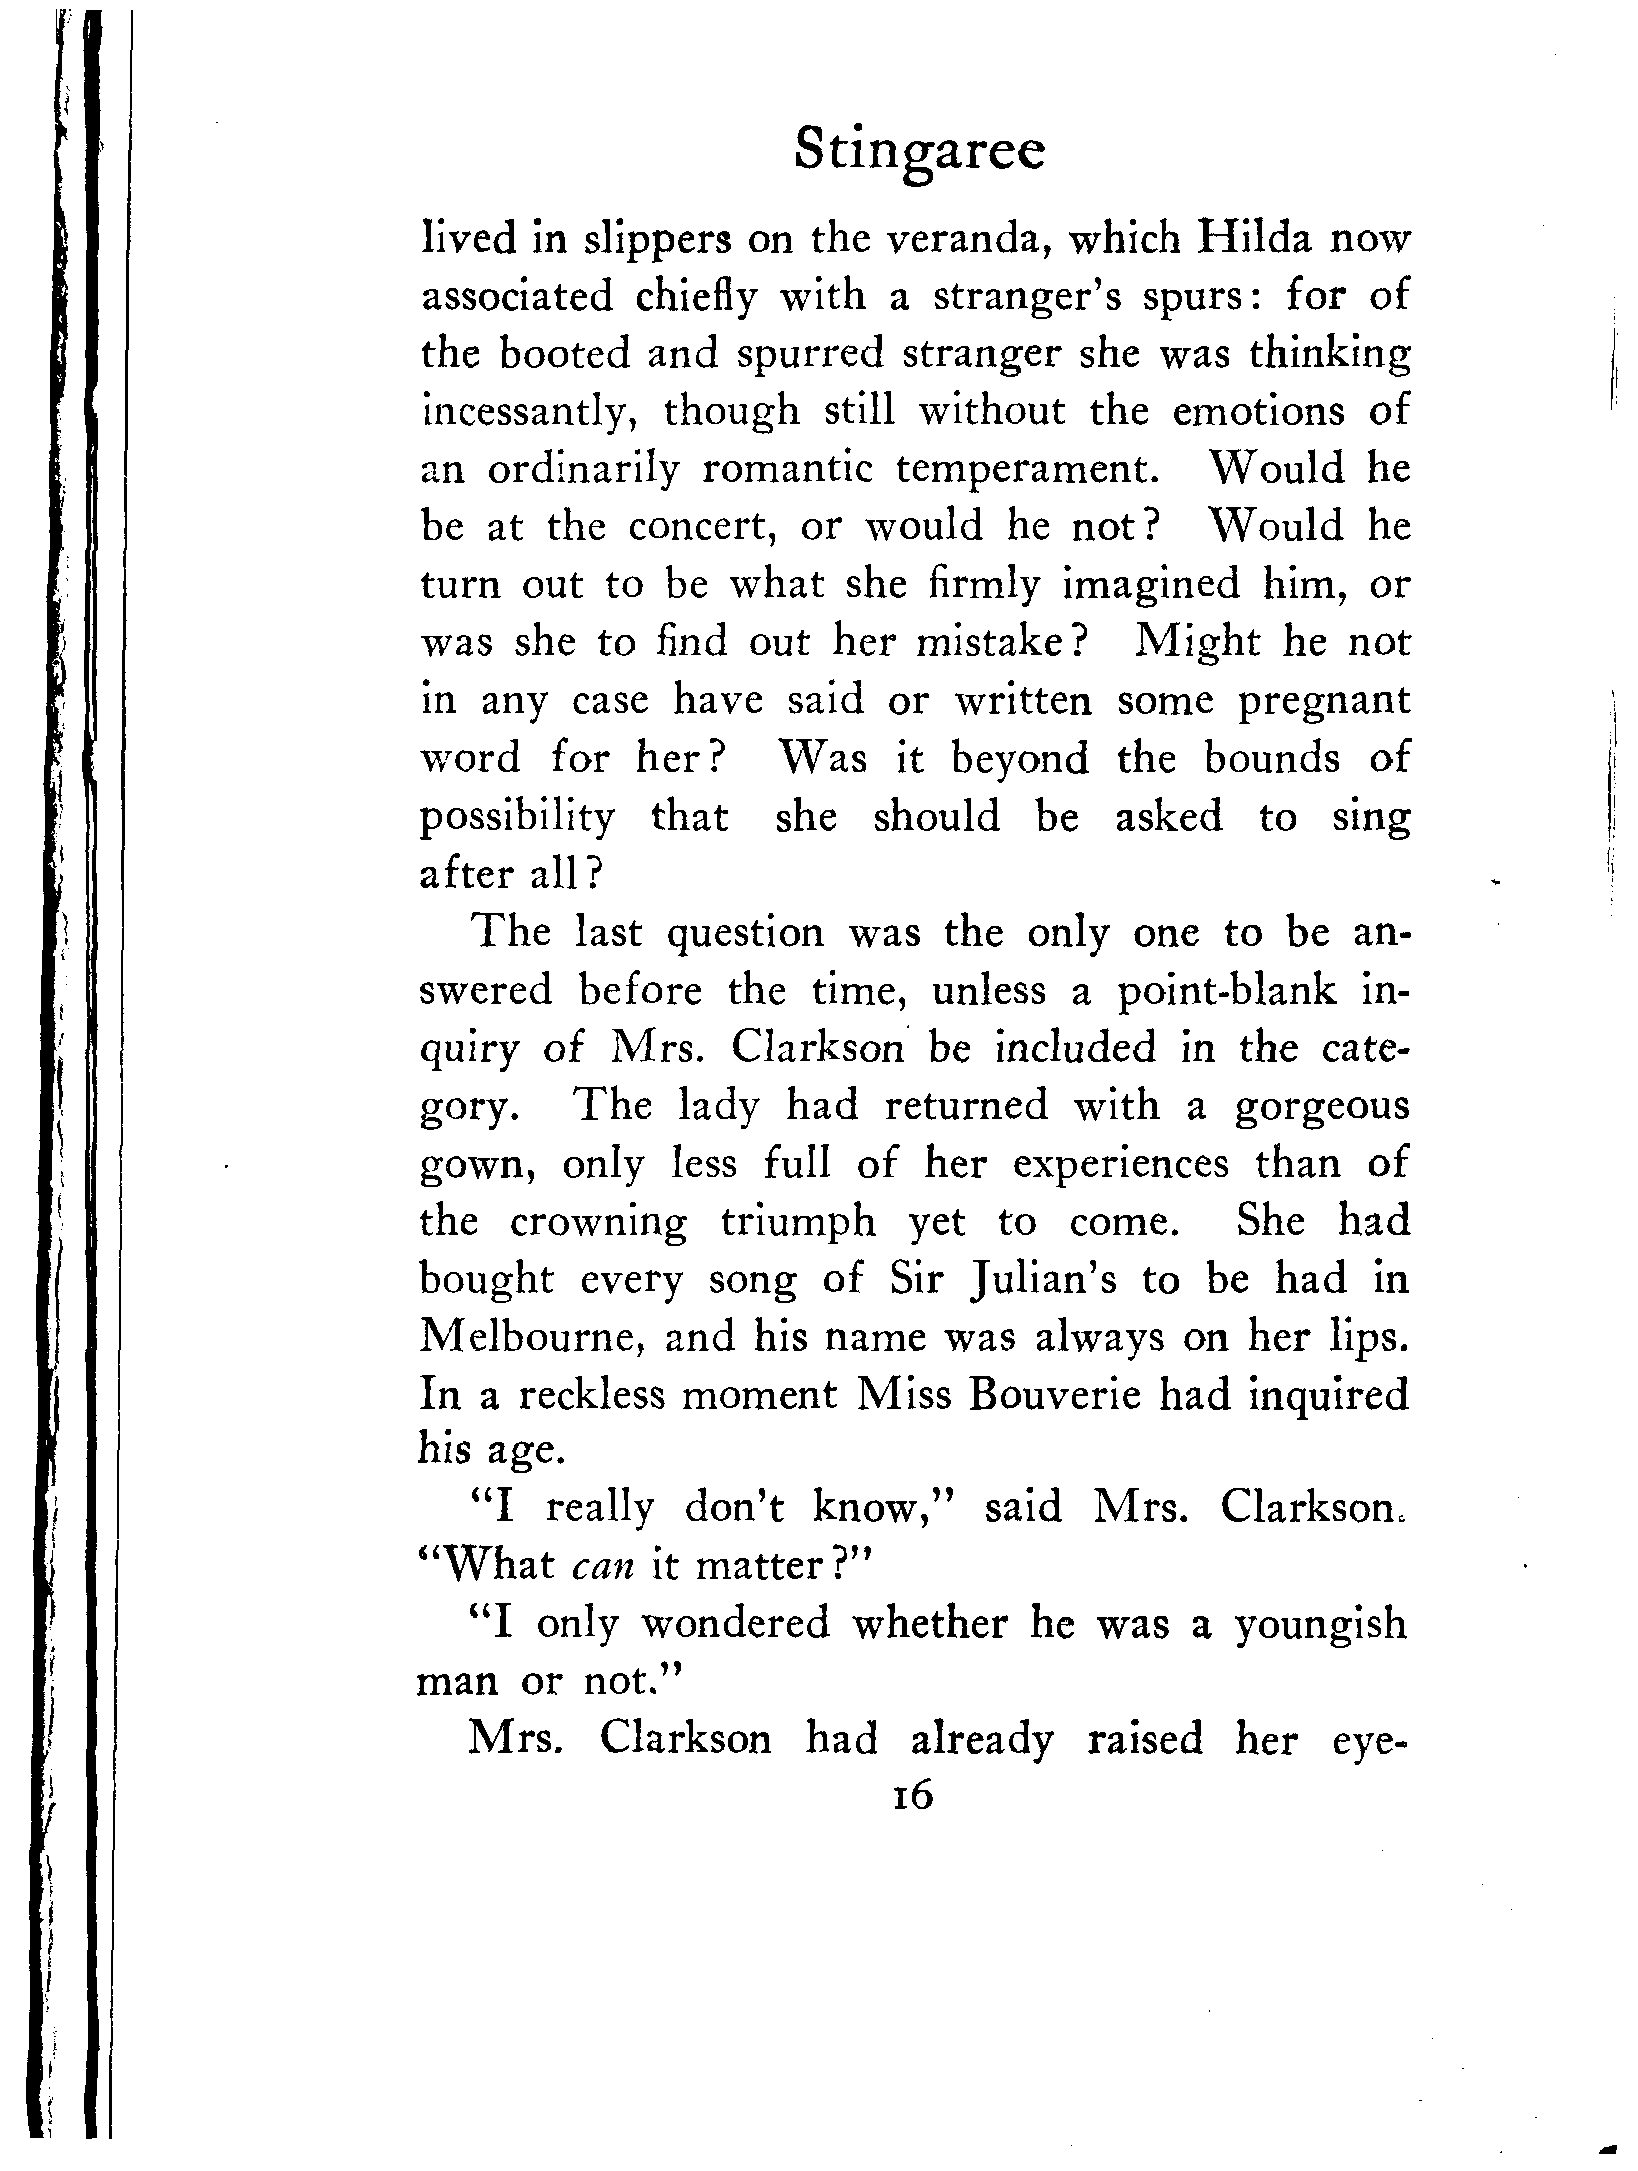 Stingaree
lived in slippers on the veranda, which Hilda now
associated chiefly with a stranger's spurs: for of
the booted and spurred stranger she was thinking
incessantly, though still without the emotions of
an ordinarily romantic temperament. Would he
be at the concert, or would he not? Would he
turn out to be what she firmly imagined him, or
was she to find out her mistake? Might he not
in any case have said or written some pregnant
word for her? Was it beyond the bounds of
possibility that she should be asked to sing
after all?
The last question was the only one to be an-
swered before the time, unless a point-blank in-
quiry of Mrs. Clarkson be included in the cate-
gory. The lady had returned with a gorgeous
gown, only less full of her experiences than of
the crowning triumph yet to come. She had
bought every song of Sir Julian's to be had in
Melbourne, and his name was always on her lips.
In a reckless moment Miss Bouverie had inquired
his age.
"I really don't know," said Mrs. Clarkson.
"What can it matter?"
"I only wondered whether he was a youngish
man or not."
Mrs. Clarkson had already raised her eye-
16